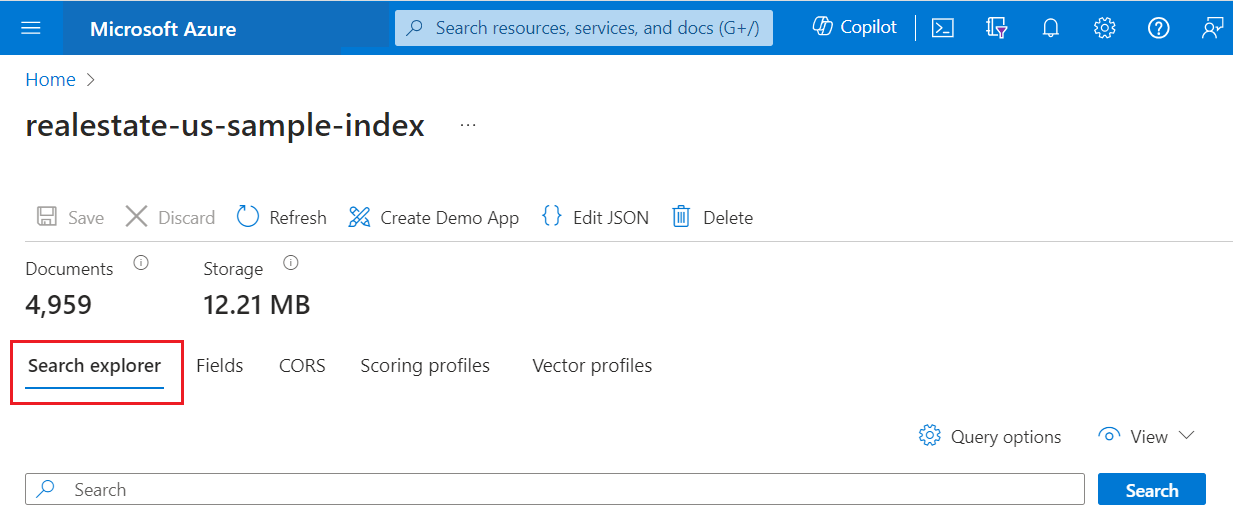 Microsoft Azure Search resources, services, and docs (G+/) Copilot
Home
realestate-us-sample-index ...
Save Discard Refresh Create Demo App {} Edit JSON Delete
Documents Storage
4,959 12.21 MB
Search explorer Fields CORS Scoring profiles Vector profiles
Query options View
Search Search